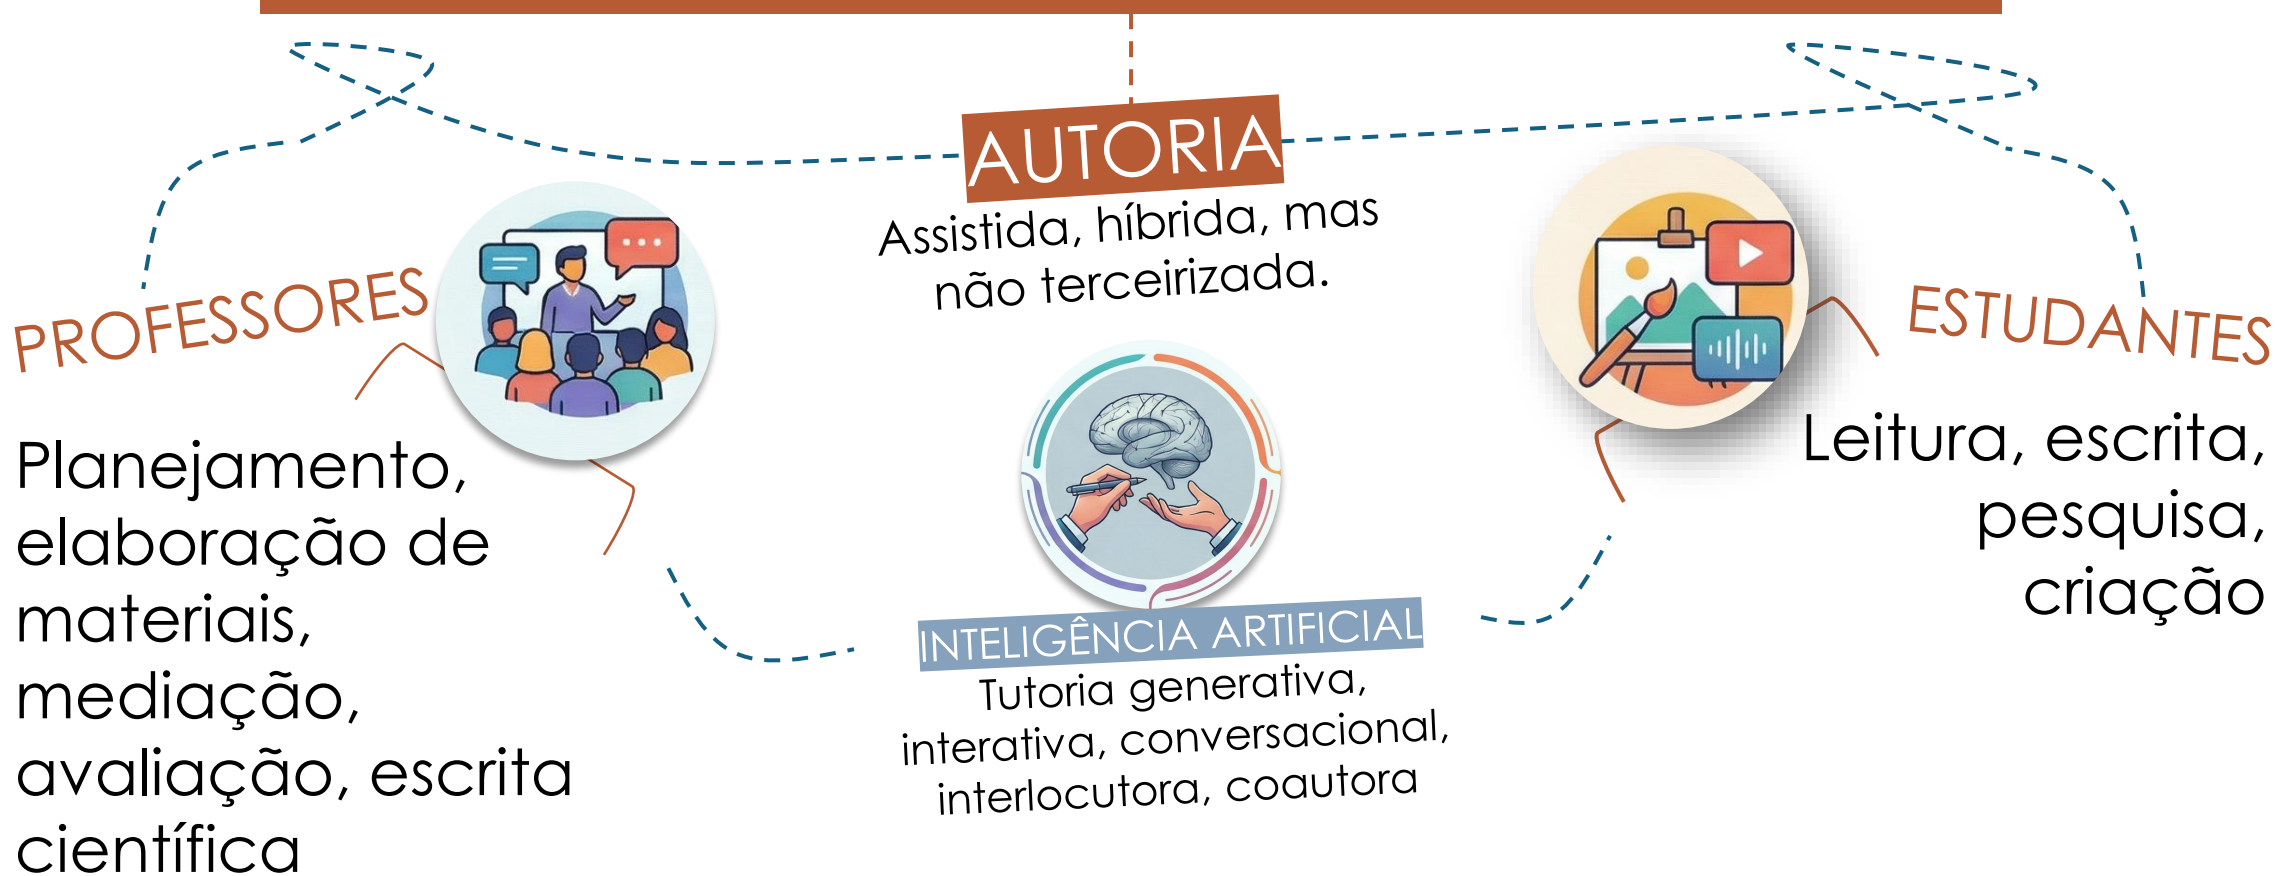 AUTORIA
Assistida, híbrida, mas
não terceirizada.
PROFESSORES
Planejamento,
elaboração de
materiais,
mediação,
avaliação, escrita
científica
INTELIGÊNCIA ARTIFICIAL
Tutoria generativa,
interativa, conversacional,
interlocutora, coautora
ESTUDANTES
Leitura, escrita,
pesquisa,
criação